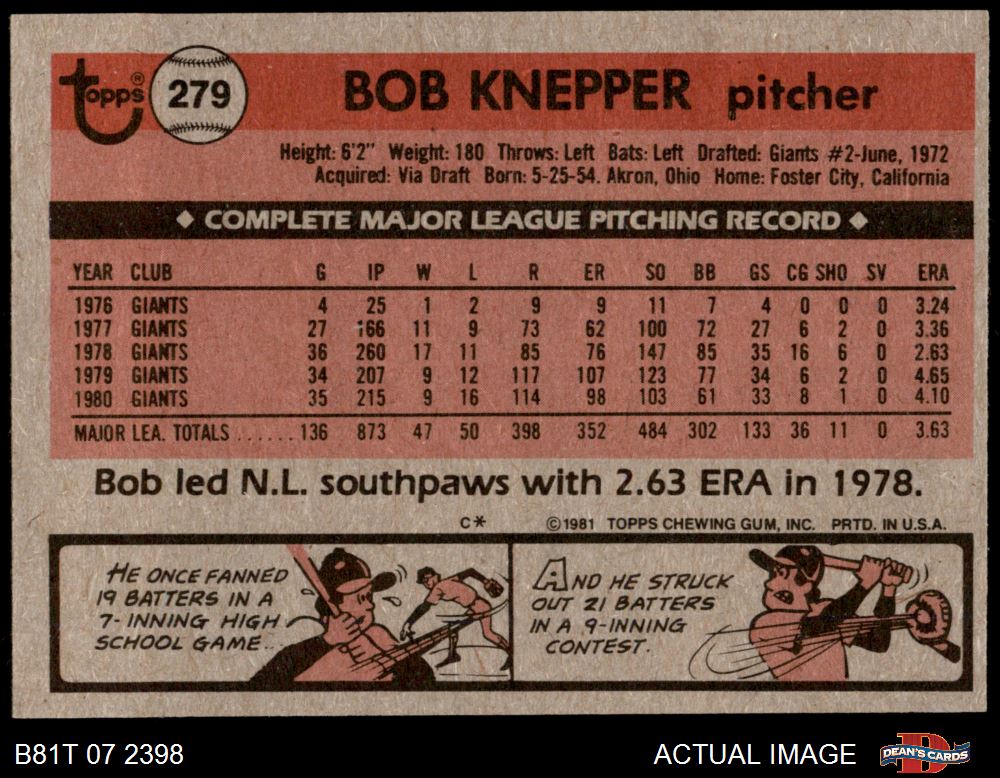 Topps® 279 BOB KNEPPER pitcher
Height: 6'2" Weight: 180 Throws: Left Bats: Left Drafted: Giants #2-June, 1972
Acquired: Via Draft Born: 5-25-54. Akron, Ohio Home: Foster City, California
◆ COMPLETE MAJOR LEAGUE PITCHING RECORD ◆
YEAR CLUB G IP W L R ER SO BB GS CG SHO SV ERA
1976 GIANTS 4 25 1 2 9 9 11 7 4 0 0 0 3.24
1977 GIANTS 27 166 11 9 73 62 100 72 27 6 2 0 3.36
1978 GIANTS 36 260 17 11 85 76 147 85 35 16 6 0 2.63
1979 GIANTS 34 207 9 12 117 107 123 77 34 6 2 0 4.65
1980 GIANTS 35 215 9 16 114 98 103 61 33 8 1 0 4.10
MAJOR LEA. TOTALS ......136 873 47 50 398 352 484 302 133 36 11 0 3.63
Bob led N.L. southpaws with 2.63 ERA in 1978.
C* ©1981 TOPPS CHEWING GUM, INC. PRTD. IN U.S.A.
HE ONCE FANNED
19 BATTERS IN A
7-INNING HIGH
SCHOOL GAME..
AND HE STRUCK
OUT 21 BATTERS
IN A 9-INNING
CONTEST.
B81T 07 2398 ACTUAL IMAGE DEAN'S CARDS